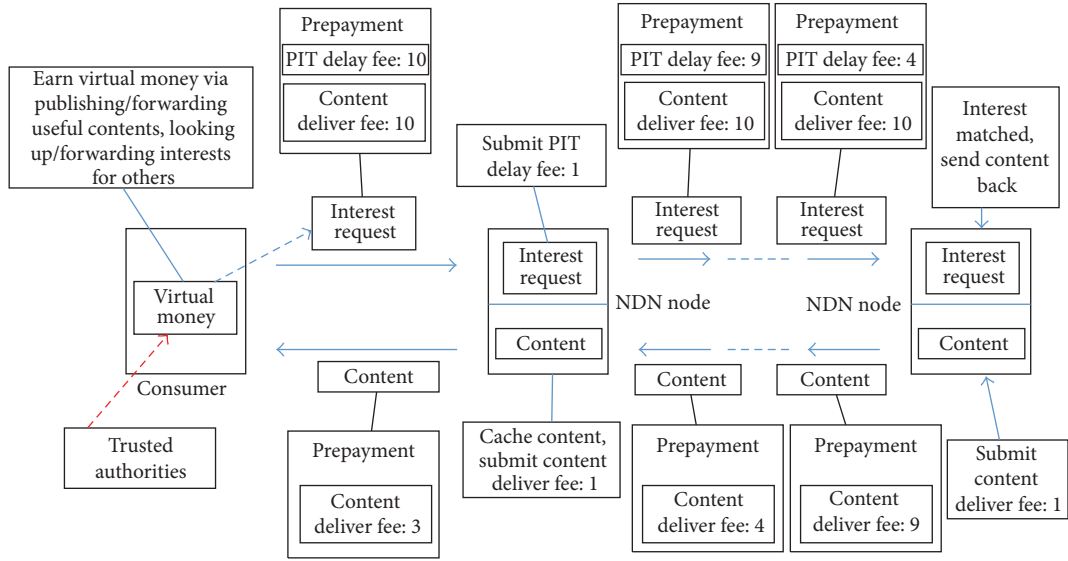 Earn virtual money via
publishing/forwarding
useful contents, looking
up/forwarding interests
for others
Prepayment
PIT delay fee: 10
Content
deliver fee: 10
Interest
request
Submit PIT
delay fee: 1
Prepayment
PIT delay fee: 9
Content
deliver fee: 10
Interest
request
Prepayment
PIT delay fee: 4
Content
deliver fee: 10
Interest
request
Interest
matched,
send content
back
Virtual
money
Consumer
Trusted
authorities
Interest
request
NDN node
Content
NDN node
Interest
request
Content
Content
Prepayment
Content
deliver fee: 3
Cache content,
submit content
deliver fee: 1
Content
Prepayment
Content
deliver fee: 4
Content
Prepayment
Content
deliver fee: 9
Submit
content
deliver fee: 1